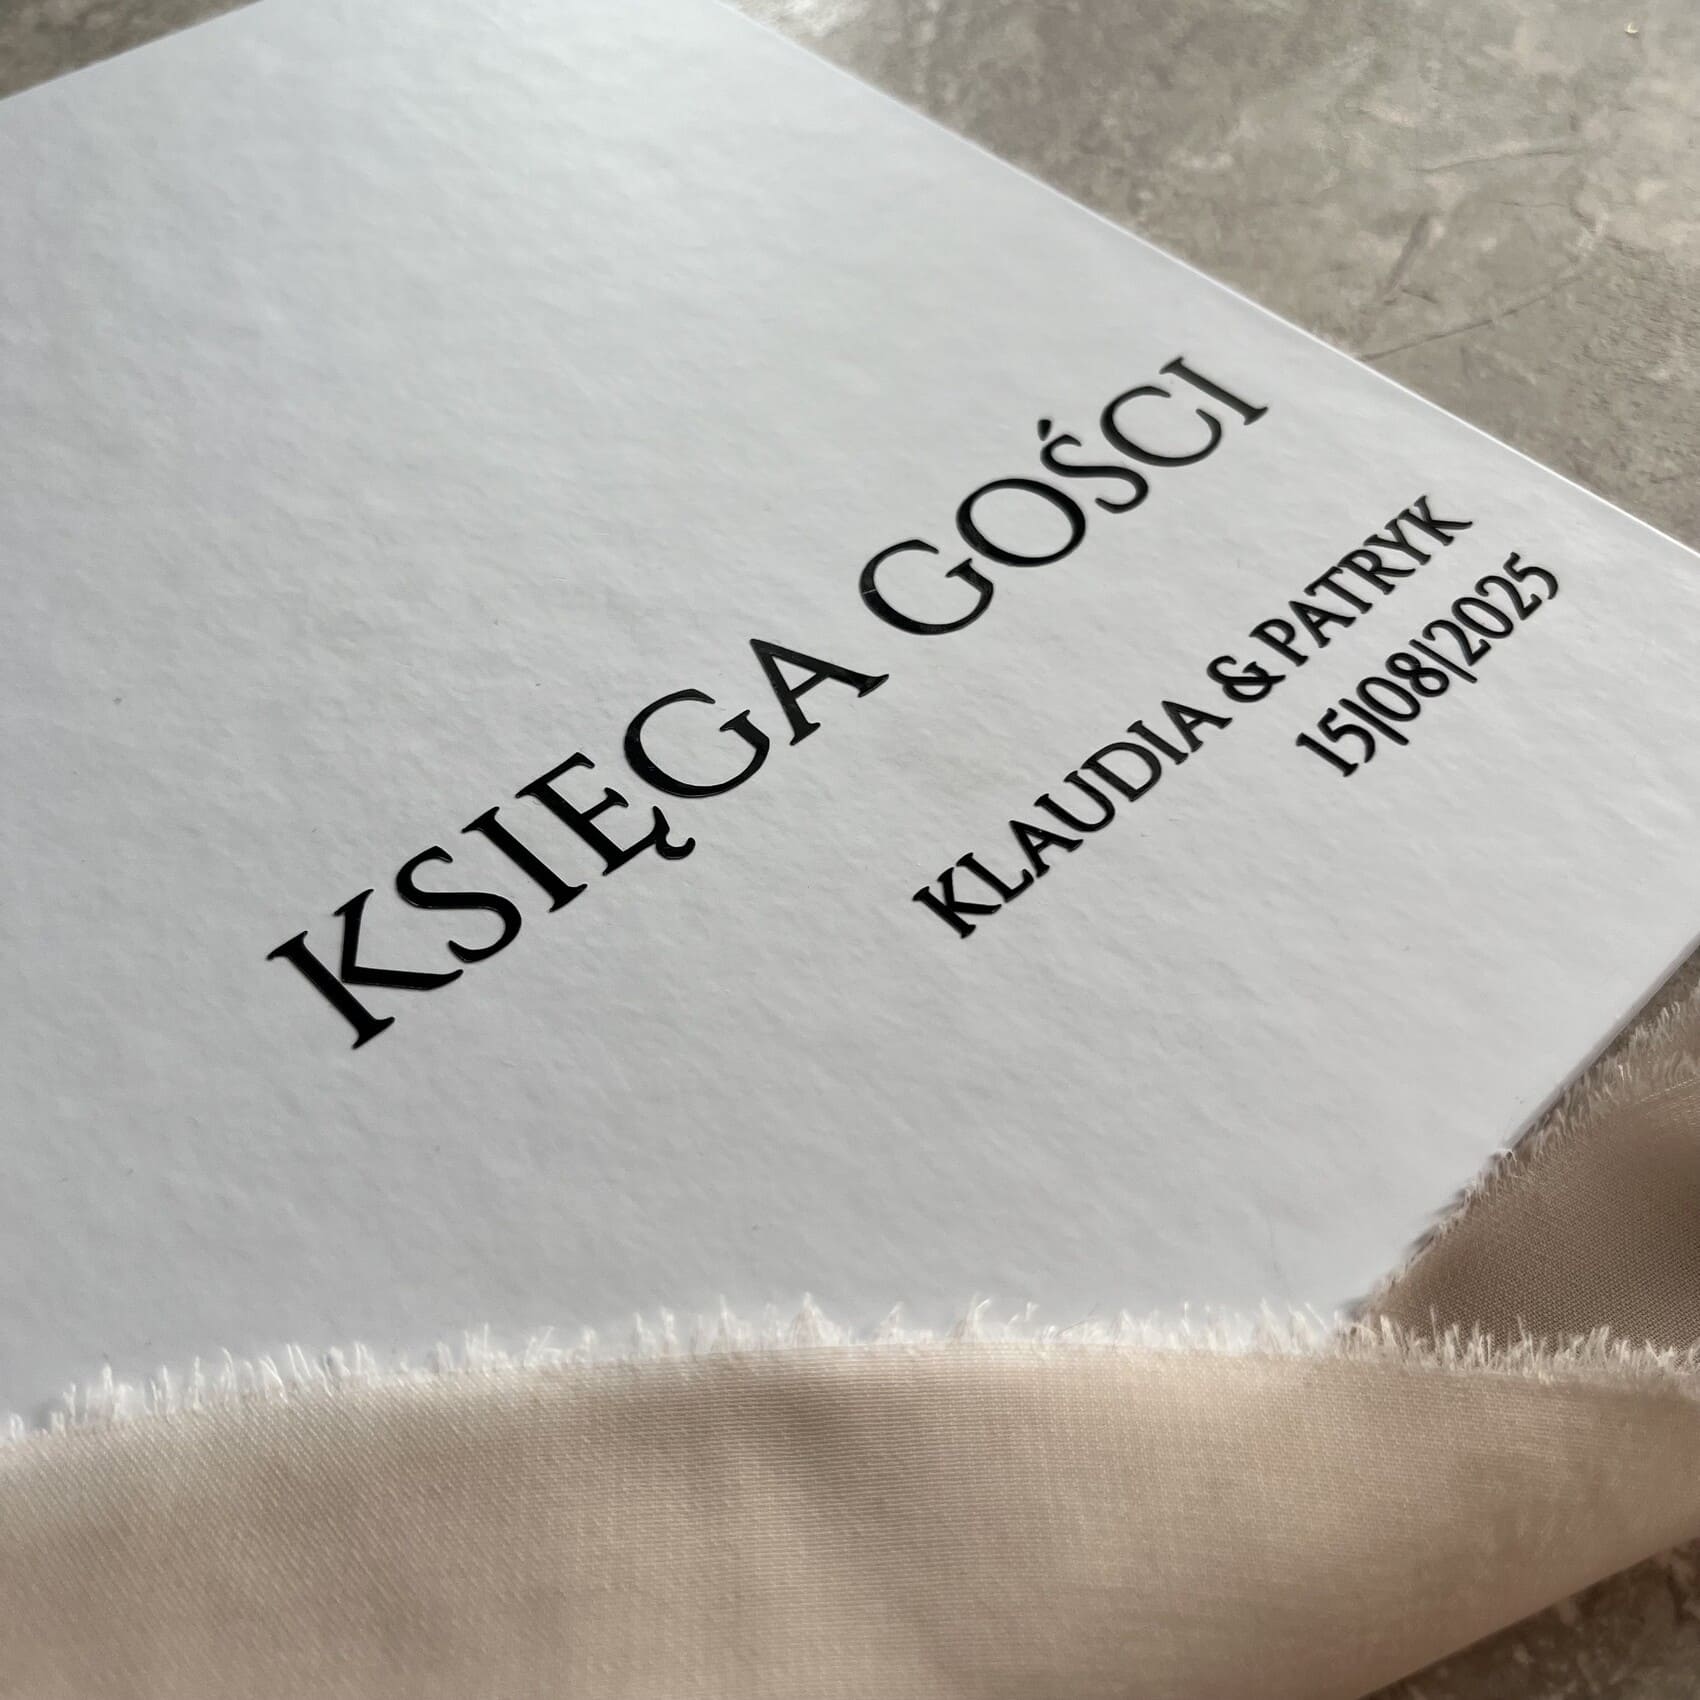 KSIĘGA GOŚCI
KLAUDIA & PATRYK
15|08|2025